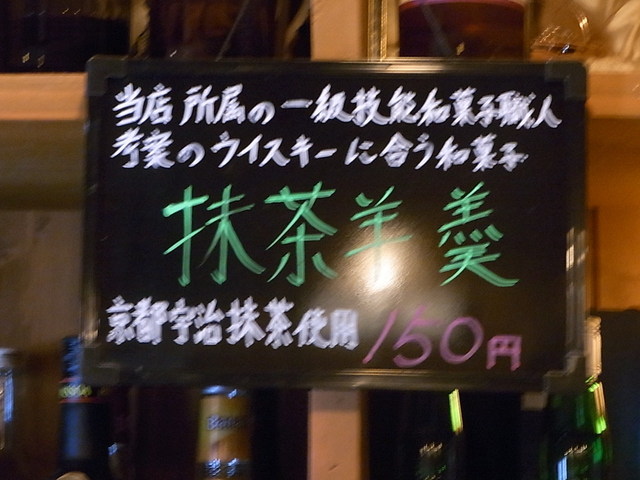 当店所属の一級技能和菓子職人
考案のウイスキーに合う和菓子
抹茶羊羹
京都宇治抹茶使用 150円